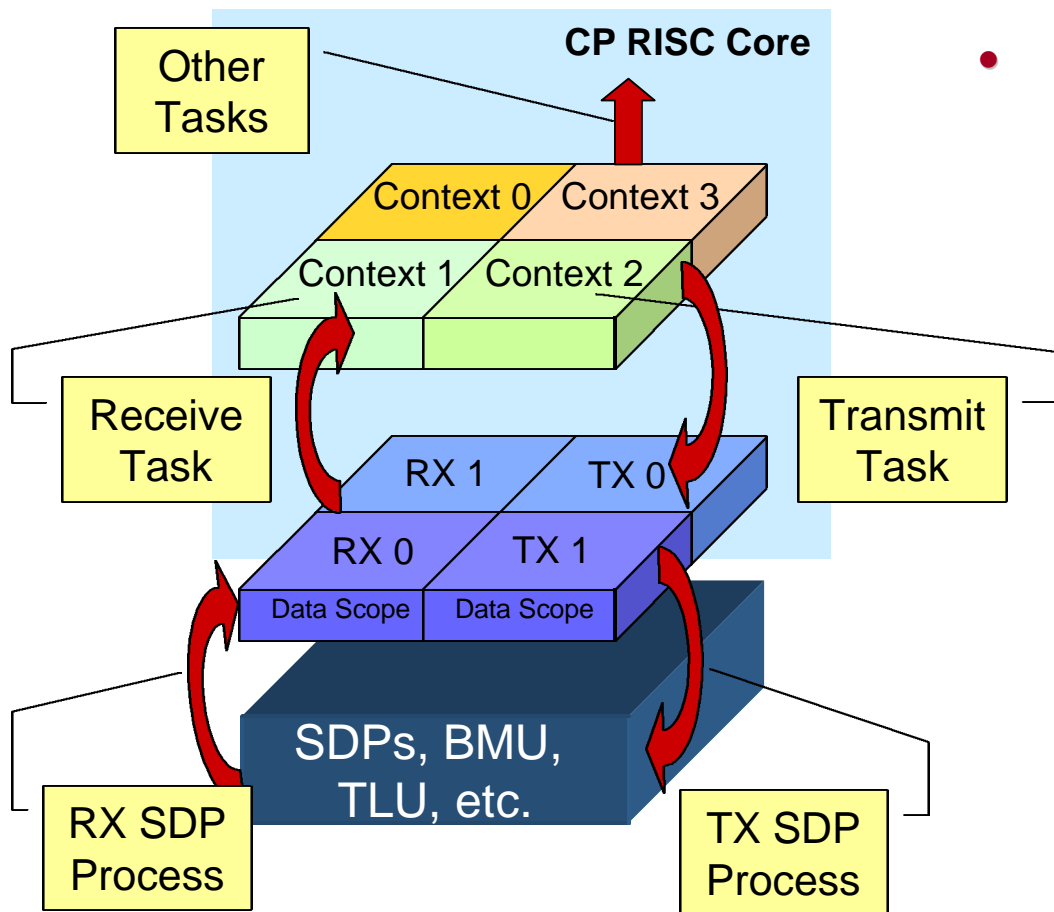 CP RISC Core
Other
Tasks
Context 0
Context 3
Context 1
Context 2
Receive
Task
Transmit
Task
RX 1
TX 0
RX 0
TX 1
Data Scope
Data Scope
SDPs, BMU,
TLU, etc.
RX SDP
Process
TX SDP
Process